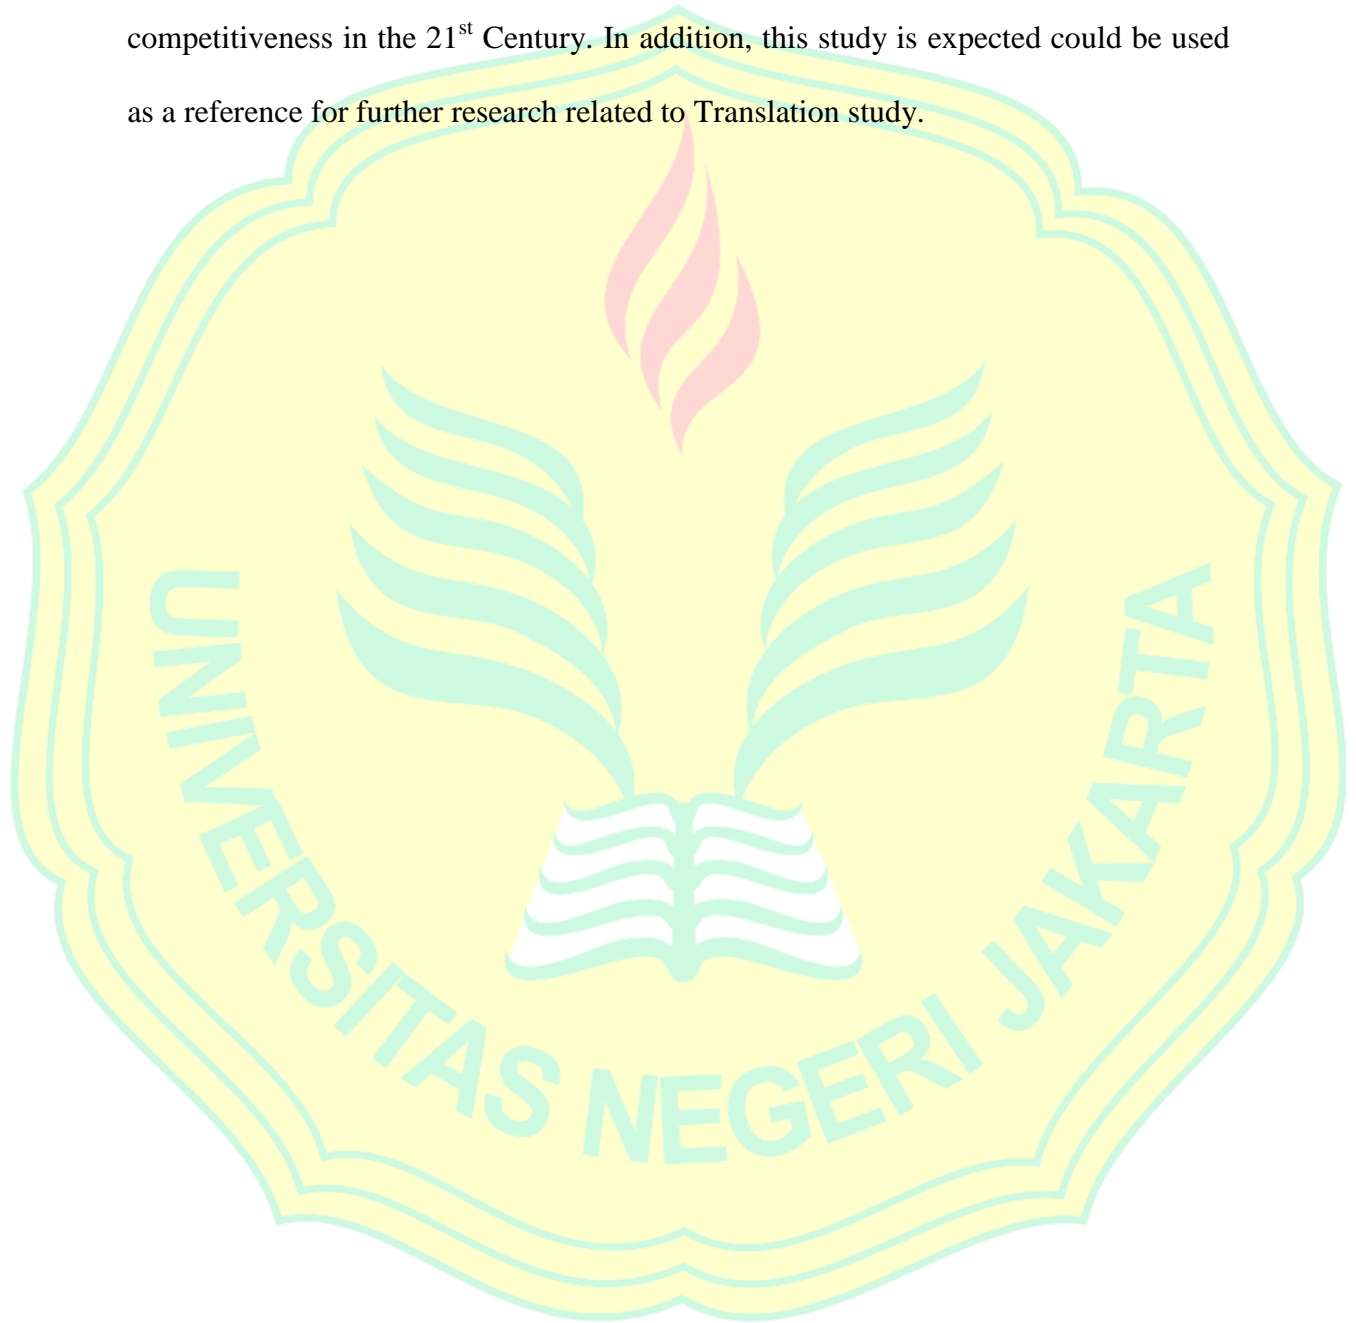 competitiveness in the 21st Century. In addition, this study is expected could be used
as a reference for further research related to Translation study.
UNIVERSITAS NEGERI JAKARTA